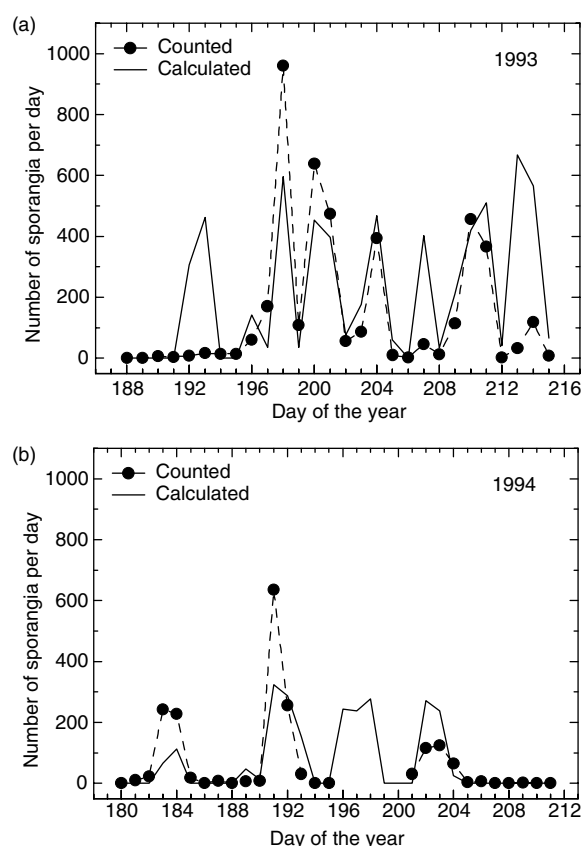 (a)
Counted
Calculated
1993
1000
800
600
400
200
0
Number of sporangia per day
188 192 196 200 204 208 212 216
Day of the year
(b)
Counted
Calculated
1994
1000
800
600
400
200
0
Number of sporangia per day
180 184 188 192 196 200 204 208 212
Day of the year